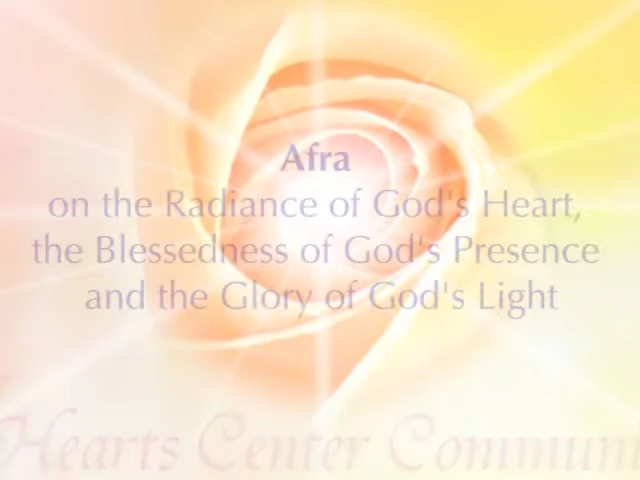 Afra
on the Radiance of God's Heart,
the Blessedness of God's Presence
and the Glory of God's Light
Hearts Center Communi